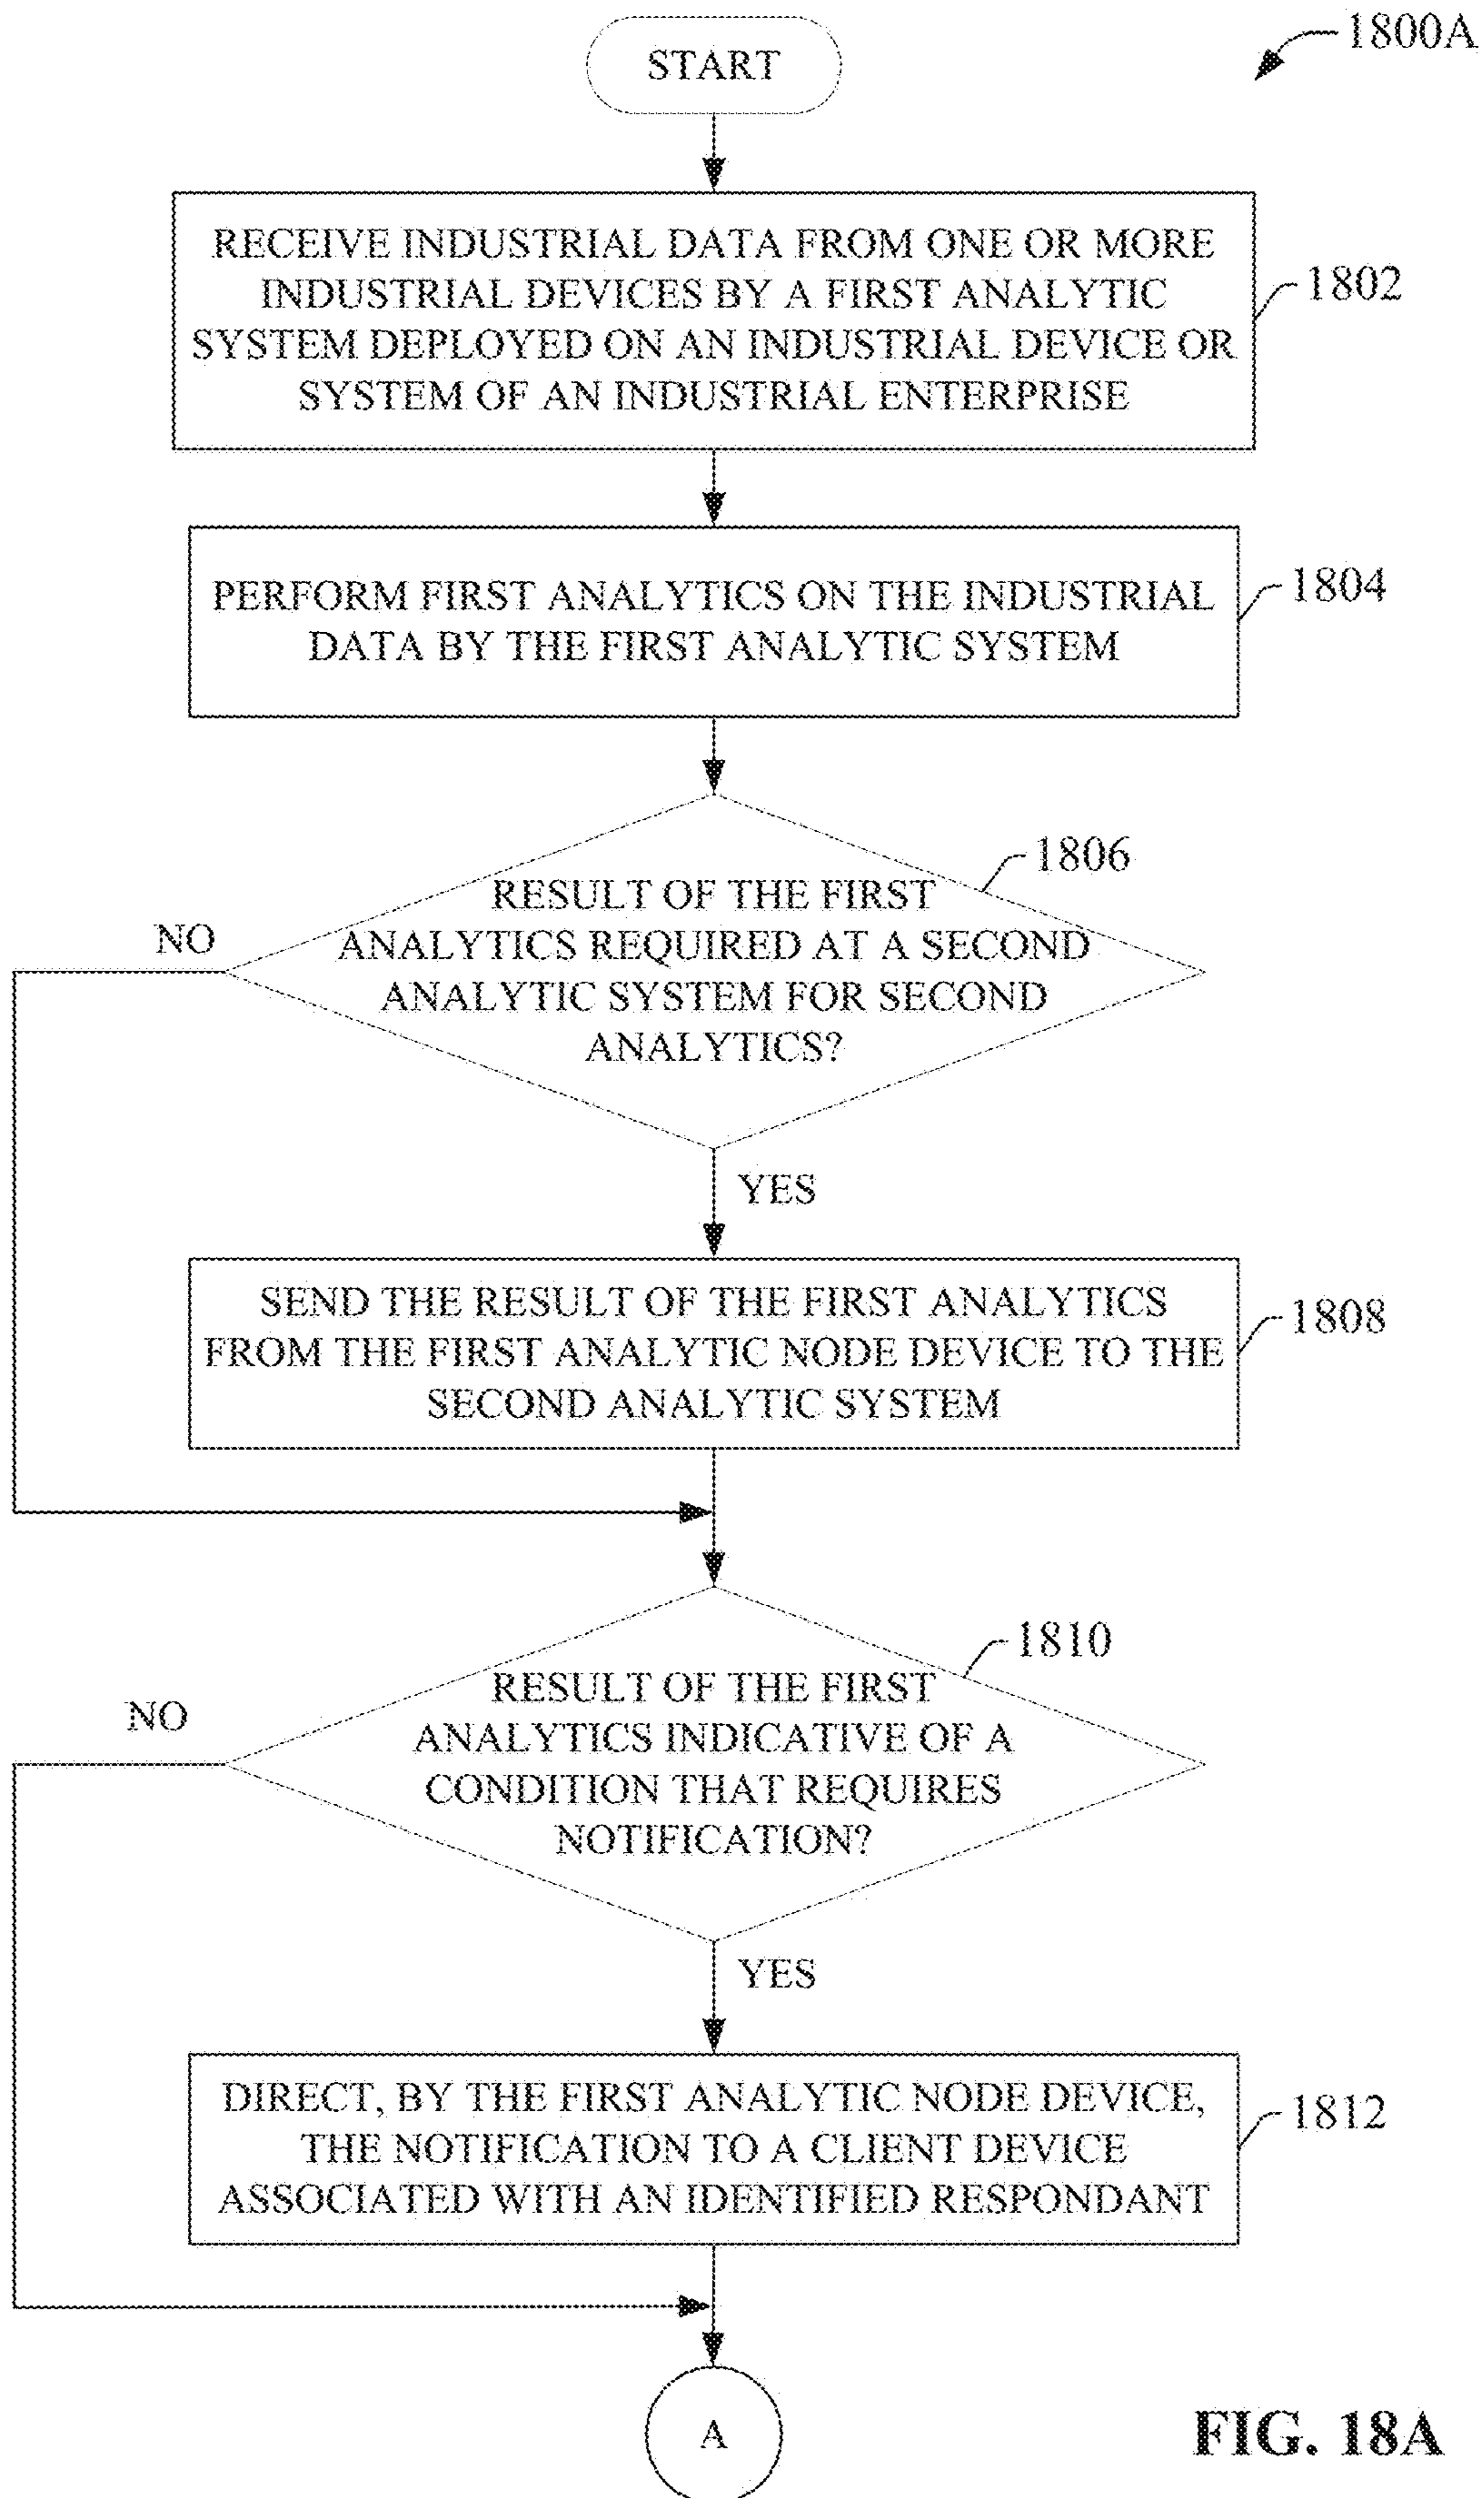 START
1800A
RECEIVE INDUSTRIAL DATA FROM ONE OR MORE
INDUSTRIAL DEVICES BY A FIRST ANALYTIC
SYSTEM DEPLOYED ON AN INDUSTRIAL DEVICE OR
SYSTEM OF AN INDUSTRIAL ENTERPRISE
1802
PERFORM FIRST ANALYTICS ON THE INDUSTRIAL
DATA BY THE FIRST ANALYTIC SYSTEM
1804
RESULT OF THE FIRST
ANALYTICS REQUIRED AT A SECOND
ANALYTIC SYSTEM FOR SECOND
ANALYTICS?
1806
NO
YES
SEND THE RESULT OF THE FIRST ANALYTICS
FROM THE FIRST ANALYTIC NODE DEVICE TO THE
SECOND ANALYTIC SYSTEM
1808
RESULT OF THE FIRST
ANALYTICS INDICATIVE OF A
CONDITION THAT REQUIRES
NOTIFICATION?
1810
NO
YES
DIRECT, BY THE FIRST ANALYTIC NODE DEVICE,
THE NOTIFICATION TO A CLIENT DEVICE
ASSOCIATED WITH AN IDENTIFIED RESPONDANT
1812
A
FIG. 18A